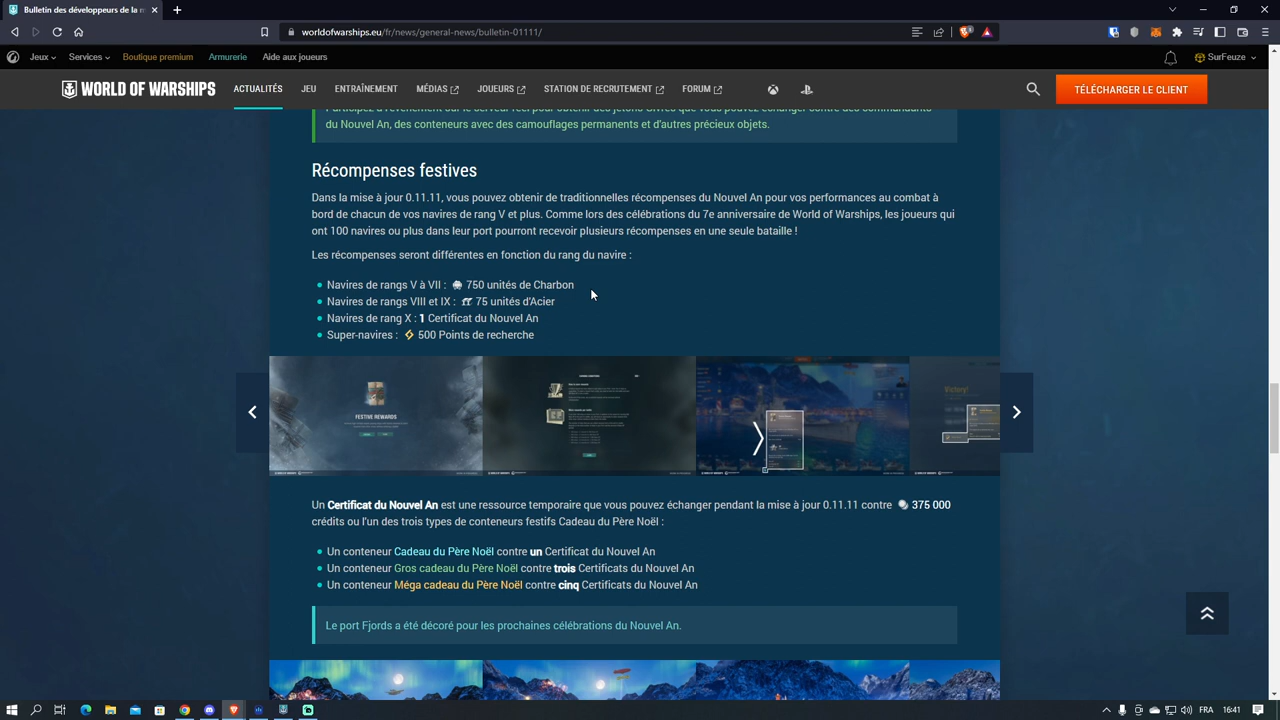 Bulletin des développeurs de la m
worldofwarships.eu/fr/news/general-news/bulletin-01111/
Jeux Services Boutique premium Armurerie Aide aux joueurs SurFeuze
WORLD OF WARSHIPS ACTUALITÉS JEU ENTRAÎNEMENT MÉDIAS JOUEURS STATION DE RECRUTEMENT FORUM TÉLÉCHARGER LE CLIENT
du Nouvel An, des conteneurs avec des camouflages permanents et d'autres précieux objets.
Récompenses festives
Dans la mise à jour 0.11.11, vous pouvez obtenir de traditionnelles récompenses du Nouvel An pour vos performances au combat à
bord de chacun de vos navires de rang V et plus. Comme lors des célébrations du 7e anniversaire de World of Warships, les joueurs qui
ont 100 navires ou plus dans leur port pourront recevoir plusieurs récompenses en une seule bataille !
Les récompenses seront différentes en fonction du rang du navire :
Navires de rangs V à VII : 750 unités de Charbon
Navires de rangs VIII et IX : 75 unités d'Acier
Navires de rang X : 1 Certificat du Nouvel An
Super-navires : 500 Points de recherche
FESTIVE REWARDS
Victory!
Un Certificat du Nouvel An est une ressource temporaire que vous pouvez échanger pendant la mise à jour 0.11.11 contre 375 000
crédits ou l'un des trois types de conteneurs festifs Cadeau du Père Noël :
Un conteneur Cadeau du Père Noël contre un Certificat du Nouvel An
Un conteneur Gros cadeau du Père Noël contre trois Certificats du Nouvel An
Un conteneur Méga cadeau du Père Noël contre cinq Certificats du Nouvel An
Le port Fjords a été décoré pour les prochaines célébrations du Nouvel An.
FRA 16:41